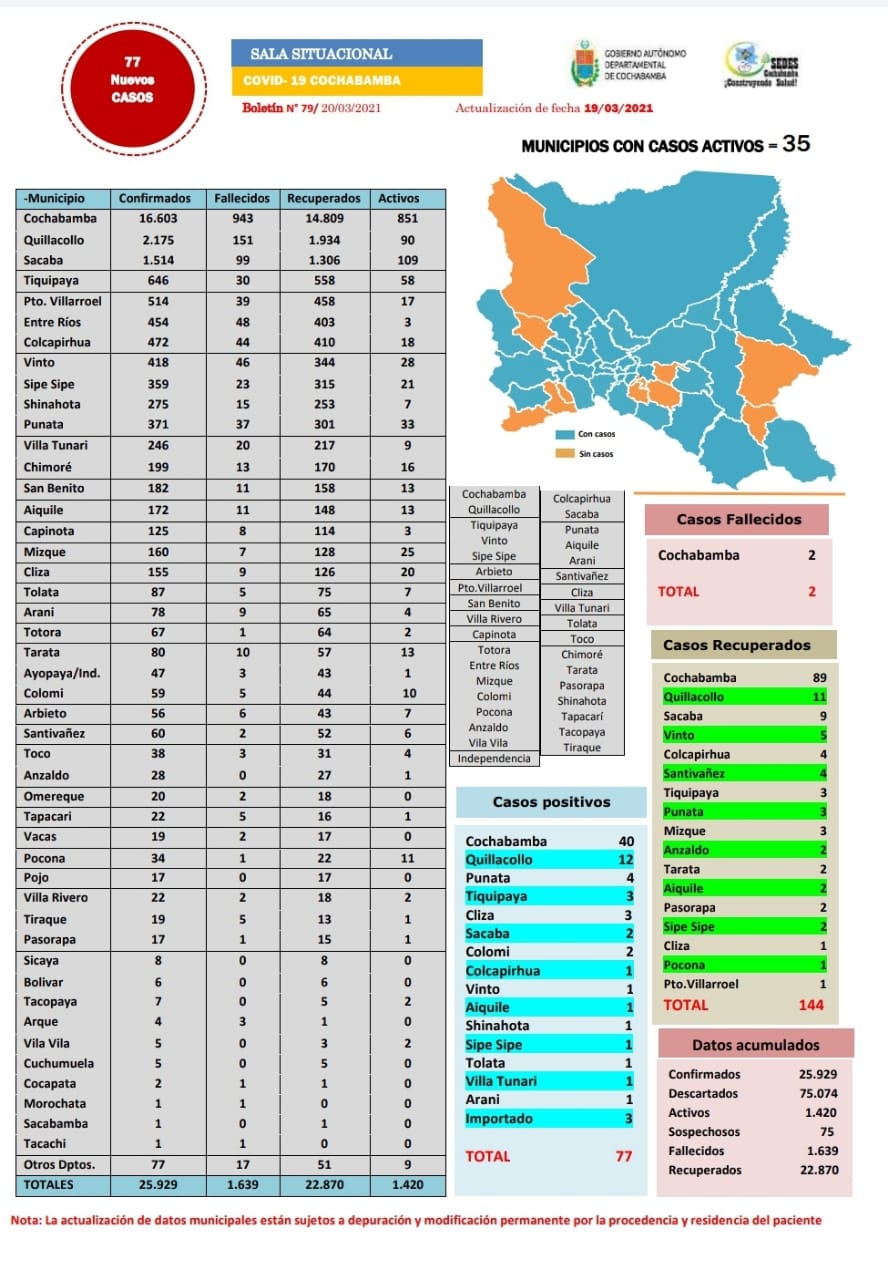 77
Nuevos
CASOS
SALA SITUACIONAL
COVID- 19 COCHABAMBA
Boletín N° 79/ 20/03/2021
Actualización de fecha 19/03/2021
GOBIERNO AUTÓNOMO
DEPARTAMENTAL
DE COCHABAMBA
SEDES
Cochabamba
¡Construyendo Salud!
MUNICIPIOS CON CASOS ACTIVOS = 35
-Municipio Confirmados Fallecidos Recuperados Activos
Cochabamba 16.603 943 14.809 851
Quillacollo 2.175 151 1.934 90
Sacaba 1.514 99 1.306 109
Tiquipaya 646 30 558 58
Pto. Villarroel 514 39 458 17
Entre Ríos 454 48 403 3
Colcapirhua 472 44 410 18
Vinto 418 46 344 28
Sipe Sipe 359 23 315 21
Shinahota 275 15 253 7
Punata 371 37 301 33
Villa Tunari 246 20 217 9
Chimoré 199 13 170 16
San Benito 182 11 158 13
Aiquile 172 11 148 13
Capinota 125 8 114 3
Mizque 160 7 128 25
Cliza 155 9 126 20
Tolata 87 5 75 7
Arani 78 9 65 4
Totora 67 1 64 2
Tarata 80 10 57 13
Ayopaya/Ind. 47 3 43 1
Colomi 59 5 44 10
Arbieto 56 6 43 7
Santivañez 60 2 52 6
Toco 38 3 31 4
Anzaldo 28 0 27 1
Omereque 20 2 18 0
Tapacari 22 5 16 1
Vacas 19 2 17 0
Pocona 34 1 22 11
Pojo 17 0 17 0
Villa Rivero 22 2 18 2
Tiraque 19 5 13 1
Pasorapa 17 1 15 1
Sicaya 8 0 8 0
Bolivar 6 0 6 0
Tacopaya 7 0 5 2
Arque 4 3 1 0
Vila Vila 5 0 3 2
Cuchumuela 5 0 5 0
Cocapata 2 1 1 0
Morochata 1 1 0 0
Sacabamba 1 0 1 0
Tacachi 1 1 0 0
Otros Dptos. 77 17 51 9
TOTALES 25.929 1.639 22.870 1.420
Con casos
Sin casos
Cochabamba
Quillacollo
Tiquipaya
Vinto
Sipe Sipe
Arbieto
Pto.Villarroel
San Benito
Villa Rivero
Capinota
Totora
Entre Ríos
Mizque
Colomi
Pocona
Anzaldo
Vila Vila
Independencia
Colcapirhua
Sacaba
Punata
Aiquile
Arani
Santivañez
Cliza
Villa Tunari
Tolata
Toco
Chimoré
Tarata
Pasorapa
Shinahota
Tapacarí
Tacopaya
Tiraque
Casos positivos
Cochabamba 40
Quillacollo 12
Punata 4
Tiquipaya 3
Cliza 3
Sacaba 2
Colomi 2
Colcapirhua 1
Vinto 1
Aiquile 1
Shinahota 1
Sipe Sipe 1
Tolata 1
Villa Tunari 1
Arani 1
Importado 3
TOTAL 77
Casos Fallecidos
Cochabamba 2
TOTAL 2
Casos Recuperados
Cochabamba 89
Quillacollo 11
Sacaba 9
Vinto 5
Colcapirhua 4
Santivañez 4
Tiquipaya 3
Punata 3
Mizque 3
Anzaldo 2
Tarata 2
Aiquile 2
Pasorapa 2
Sipe Sipe 2
Cliza 1
Pocona 1
Pto.Villarroel 1
TOTAL 144
Datos acumulados
Confirmados 25.929
Descartados 75.074
Activos 1.420
Sospechosos 75
Fallecidos 1.639
Recuperados 22.870
Nota: La actualización de datos municipales están sujetos a depuración y modificación permanente por la procedencia y residencia del paciente